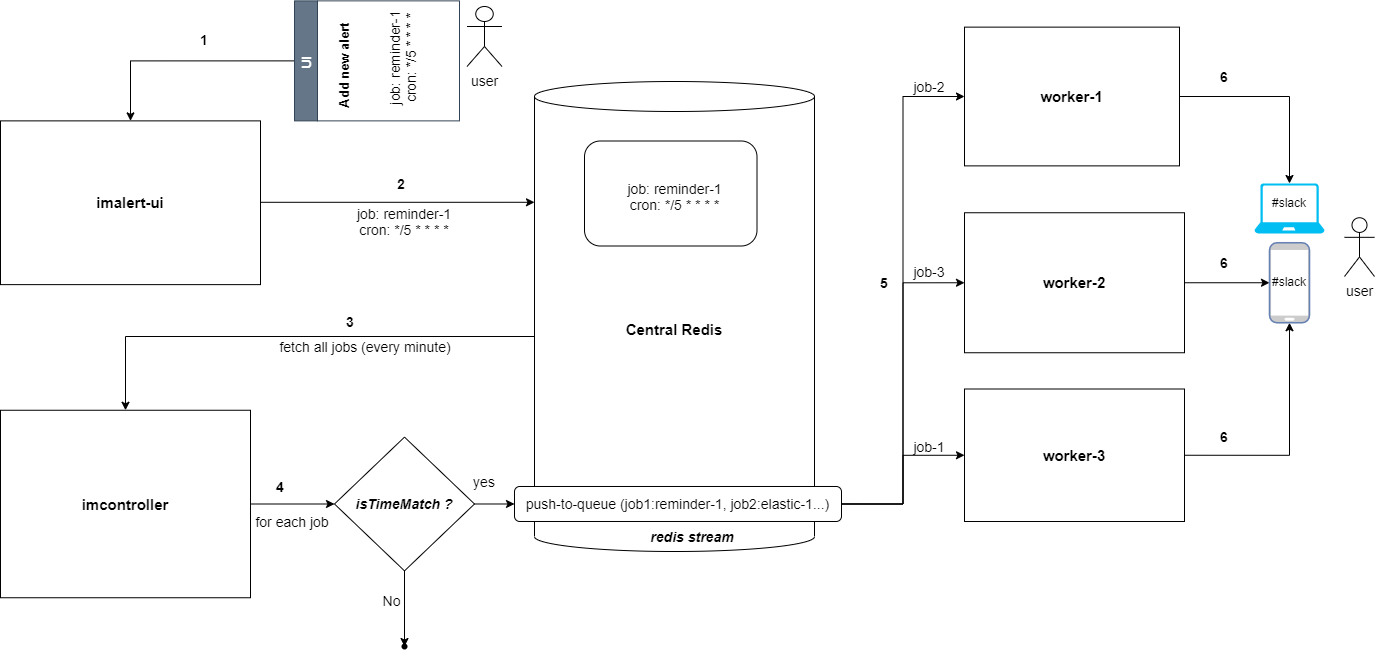 1
UI
Add new alert
job: reminder-1
cron: */5 * * * *
user
imalert-ui
2
job: reminder-1
cron: */5 * * * *
job: reminder-1
cron: */5 * * * *
Central Redis
3
fetch all jobs (every minute)
imcontroller
4
for each job
isTimeMatch ?
yes
No
push-to-queue (job1:reminder-1, job2:elastic-1...)
redis stream
5
job-2
worker-1
6
job-3
worker-2
6
job-1
worker-3
6
#slack
#slack
user